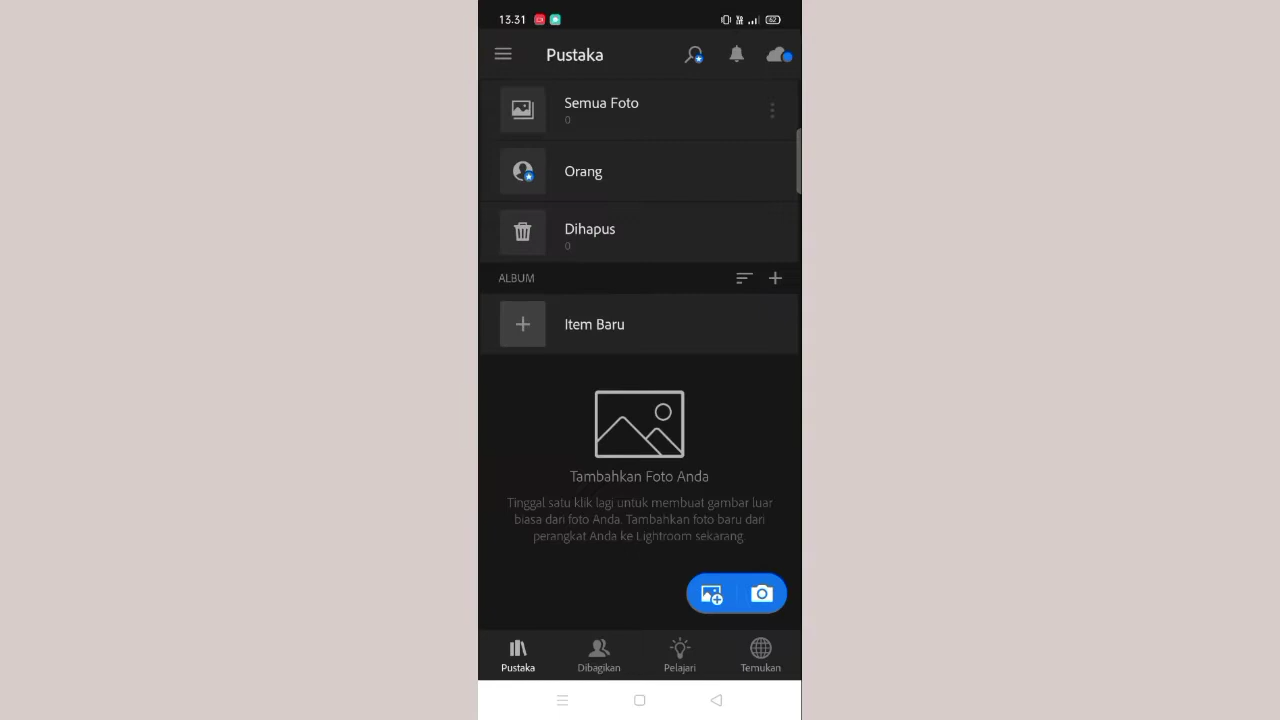 13.31
62
Pustaka
Semua Foto
0
Orang
Dihapus
0
ALBUM
Item Baru
Tambahkan Foto Anda
Tinggal satu klik lagi untuk membuat gambar luar
biasa dari foto Anda. Tambahkan foto baru dari
perangkat Anda ke Lightroom sekarang.
Pustaka Dibagikan Pelajari Temukan